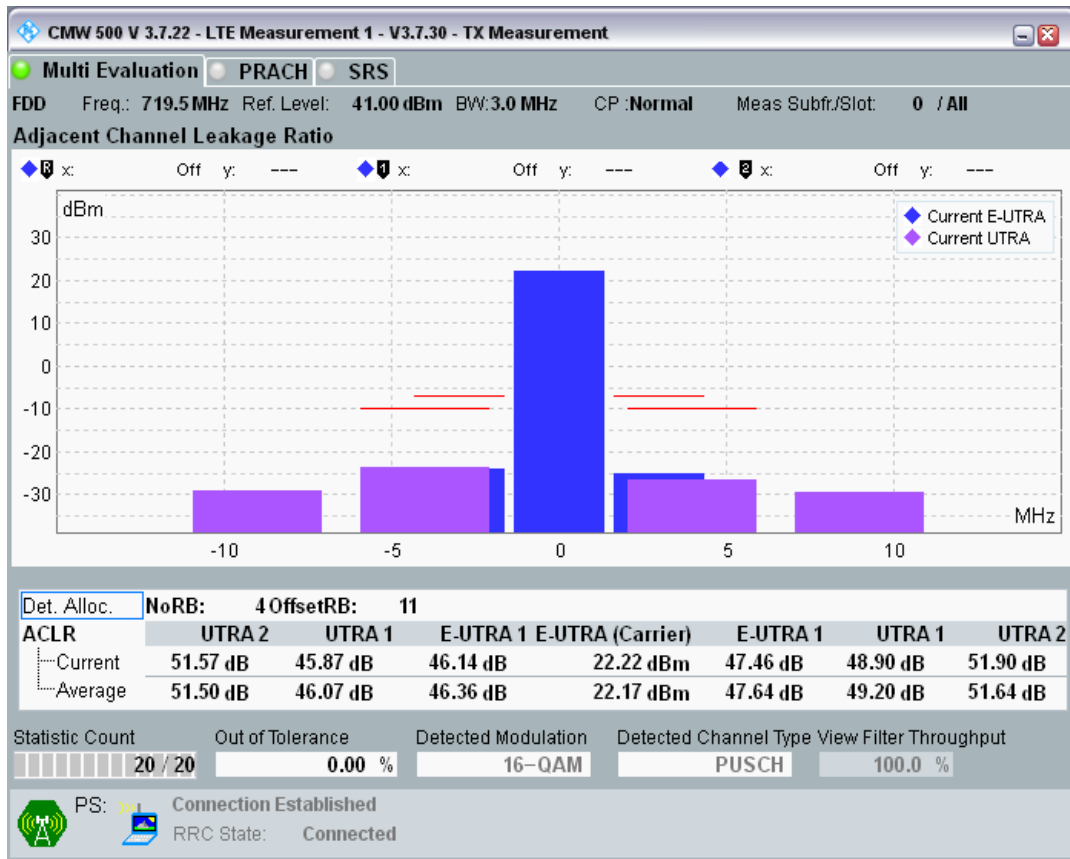 CMW 500 V 3.7.22 - LTE Measurement 1 - V3.7.30 - TX Measurement
Multi Evaluation PRACH SRS
FDD Freq.: 719.5 MHz Ref. Level: 41.00 dBm BW: 3.0 MHz CP :Normal Meas Subfr./Slot: 0 / All
Adjacent Channel Leakage Ratio
R x: Off y: --- 1 x: Off y: --- 2 x: Off y: ---
dBm
Current E-UTRA
Current UTRA
30
20
10
0
-10
-20
-30
MHz
-10 -5 0 5 10
Det. Alloc. NoRB: 4 OffsetRB: 11
ACLR UTRA 2 UTRA 1 E-UTRA 1 E-UTRA (Carrier) E-UTRA 1 UTRA 1 UTRA 2
Current 51.57 dB 45.87 dB 46.14 dB 22.22 dBm 47.46 dB 48.90 dB 51.90 dB
Average 51.50 dB 46.07 dB 46.36 dB 22.17 dBm 47.64 dB 49.20 dB 51.64 dB
Statistic Count Out of Tolerance Detected Modulation Detected Channel Type View Filter Throughput
20 / 20 0.00 % 16-QAM PUSCH 100.0 %
PS: Connection Established
RRC State: Connected